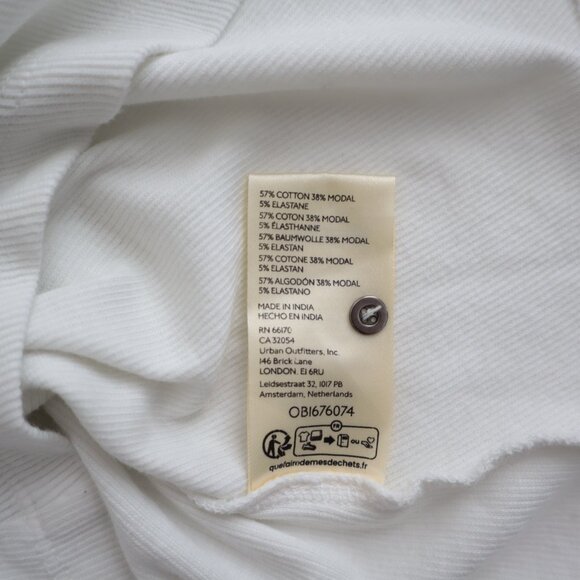 57% COTTON 38% MODAL
5% ELASTANE
57% COTON 38% MODAL
5% ÉLASTHANNE
57% BAUMWOLLE 38% MODAL
5% ELASTAN
57% COTONE 38% MODAL
5% ELASTAN
57% ALGODÓN 38% MODAL
5% ELASTANO
MADE IN INDIA
HECHO EN INDIA
RN 66170
CA 32054
Urban Outfitters, Inc.
146 Brick Lane
LONDON. E1 6RU
Leidsestraat 32, 1017 PB
Amsterdam, Netherlands
OB1676074
FR
OU
quefairedemesdechets.fr